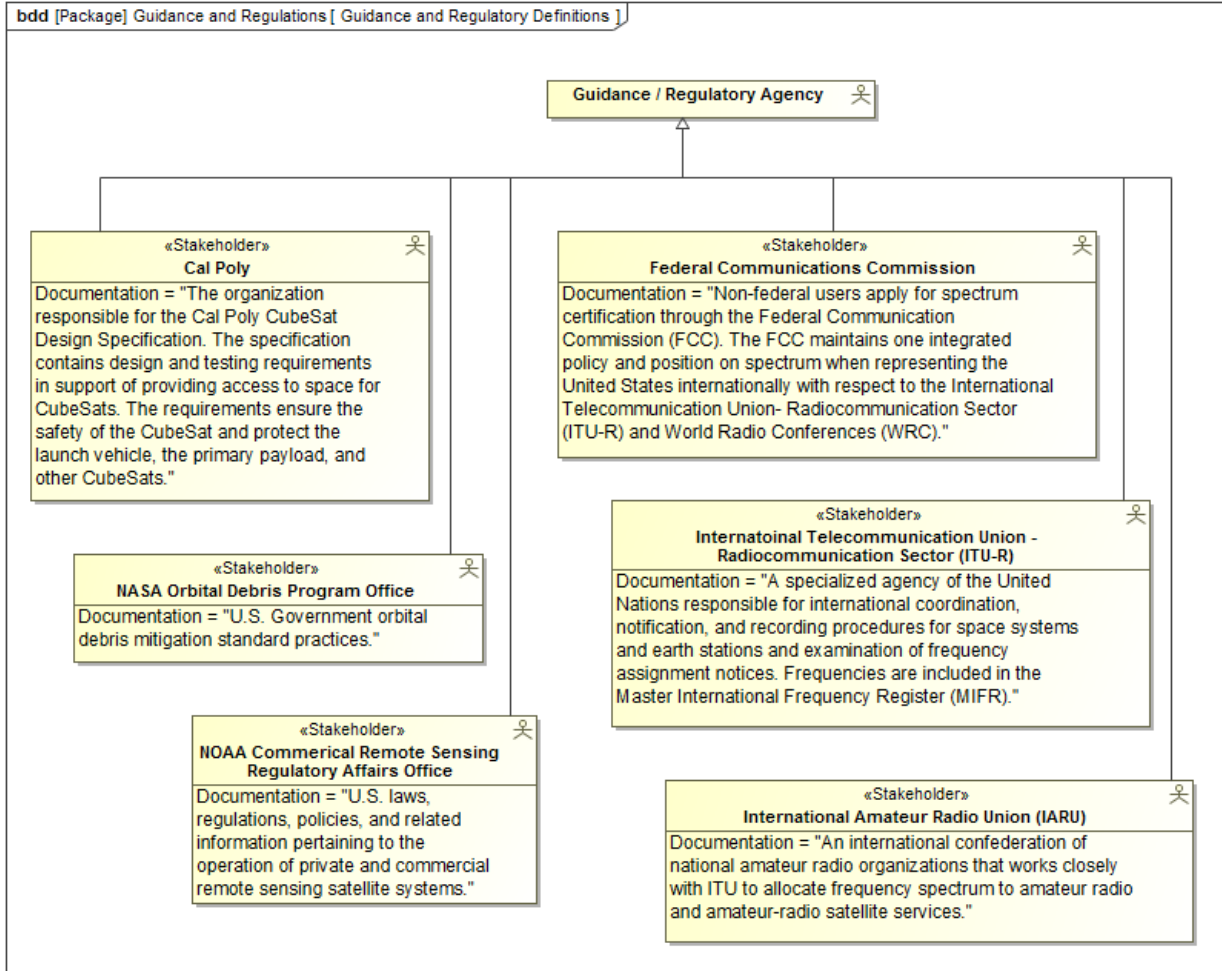 bdd [Package] Guidance and Regulations [ Guidance and Regulatory Definitions ]
Guidance / Regulatory Agency
«Stakeholder»
Cal Poly
Documentation = "The organization
responsible for the Cal Poly CubeSat
Design Specification. The specification
contains design and testing requirements
in support of providing access to space for
CubeSats. The requirements ensure the
safety of the CubeSat and protect the
launch vehicle, the primary payload, and
other CubeSats."
«Stakeholder»
Federal Communications Commission
Documentation = "Non-federal users apply for spectrum
certification through the Federal Communication
Commission (FCC). The FCC maintains one integrated
policy and position on spectrum when representing the
United States internationally with respect to the International
Telecommunication Union- Radiocommunication Sector
(ITU-R) and World Radio Conferences (WRC)."
«Stakeholder»
NASA Orbital Debris Program Office
Documentation = "U.S. Government orbital
debris mitigation standard practices."
«Stakeholder»
Internatoinal Telecommunication Union -
Radiocommunication Sector (ITU-R)
Documentation = "A specialized agency of the United
Nations responsible for international coordination,
notification, and recording procedures for space systems
and earth stations and examination of frequency
assignment notices. Frequencies are included in the
Master International Frequency Register (MIFR)."
«Stakeholder»
NOAA Commerical Remote Sensing
Regulatory Affairs Office
Documentation = "U.S. laws,
regulations, policies, and related
information pertaining to the
operation of private and commercial
remote sensing satellite systems."
«Stakeholder»
International Amateur Radio Union (IARU)
Documentation = "An international confederation of
national amateur radio organizations that works closely
with ITU to allocate frequency spectrum to amateur radio
and amateur-radio satellite services."